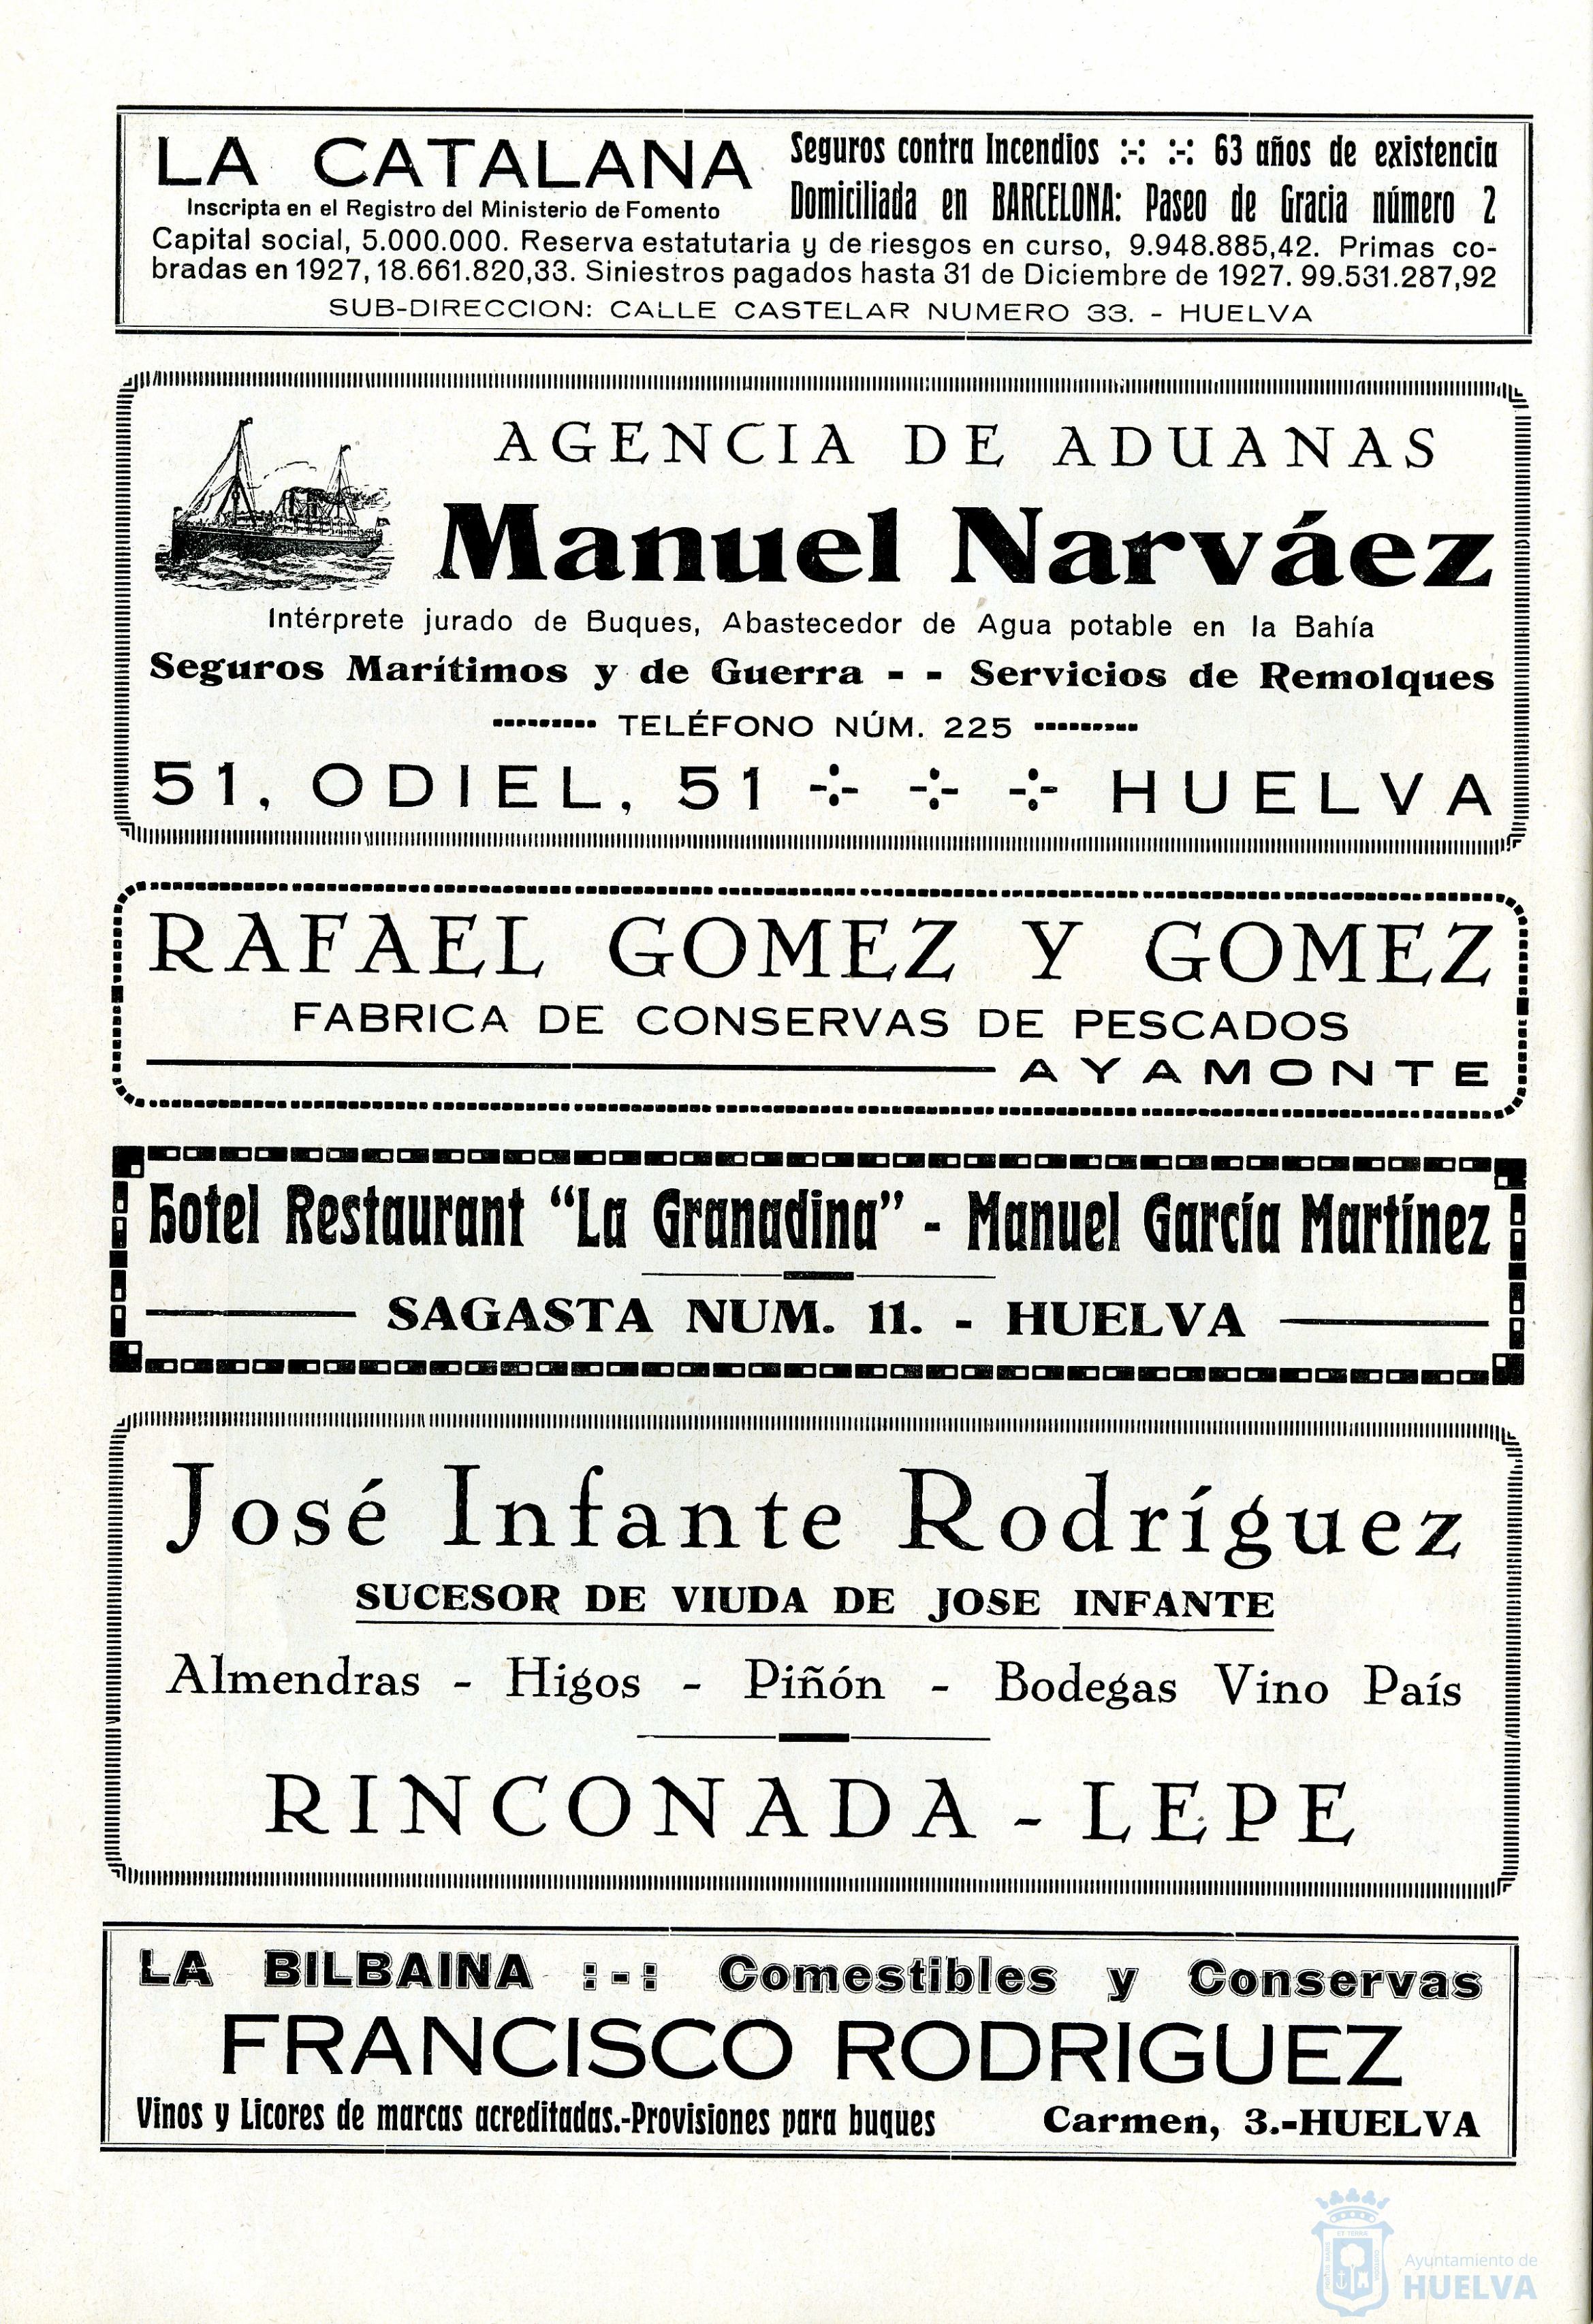 LA CATALANA
Inscripta en el Registro del Ministerio de Fomento
Seguros contra Incendios :-: :-: 63 años de existencia
Domiciliada en BARCELONA: Paseo de Gracia número 2
Capital social, 5.000.000. Reserva estatutaria y de riesgos en curso, 9.948.885,42. Primas co-
bradas en 1927, 18.661.820,33. Siniestros pagados hasta 31 de Diciembre de 1927. 99.531.287,92
SUB-DIRECCION: CALLE CASTELAR NUMERO 33. - HUELVA
AGENCIA DE ADUANAS
Manuel Narváez
Intérprete jurado de Buques, Abastecedor de Agua potable en la Bahía
Seguros Marítimos y de Guerra - - Servicios de Remolques
TELÉFONO NÚM. 225
51, ODIEL, 51 -:- -:- -:- HUELVA
RAFAEL GOMEZ Y GOMEZ
FABRICA DE CONSERVAS DE PESCADOS
AYAMONTE
Hotel Restaurant “La Granadina” - Manuel García Martínez
SAGASTA NUM. 11. - HUELVA
José Infante Rodríguez
SUCESOR DE VIUDA DE JOSE INFANTE
Almendras - Higos - Piñón - Bodegas Vino País
RINCONADA - LEPE
LA BILBAINA :-: Comestibles y Conservas
FRANCISCO RODRIGUEZ
Vinos y Licores de marcas acreditadas.-Provisiones para buques Carmen, 3.-HUELVA
Ayuntamiento de
HUELVA